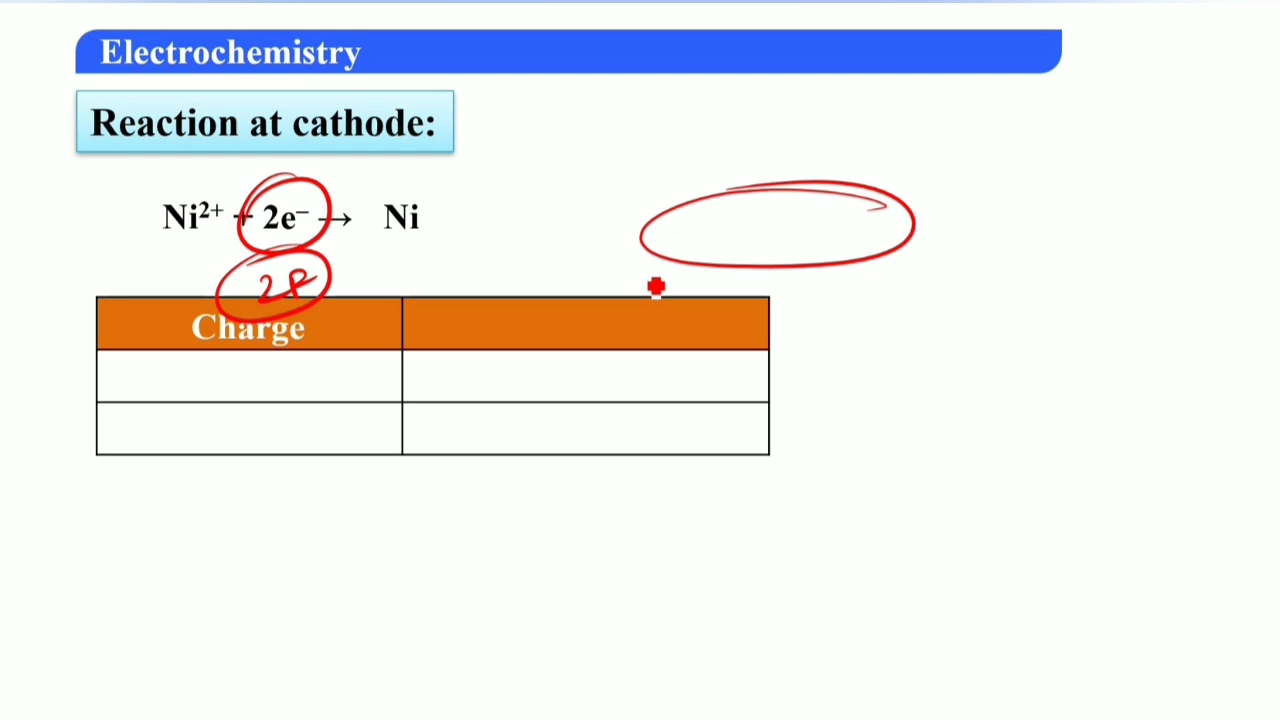 Electrochemistry
Reaction at cathode:
Ni²⁺ + 2e⁻ → Ni
2F
Charge